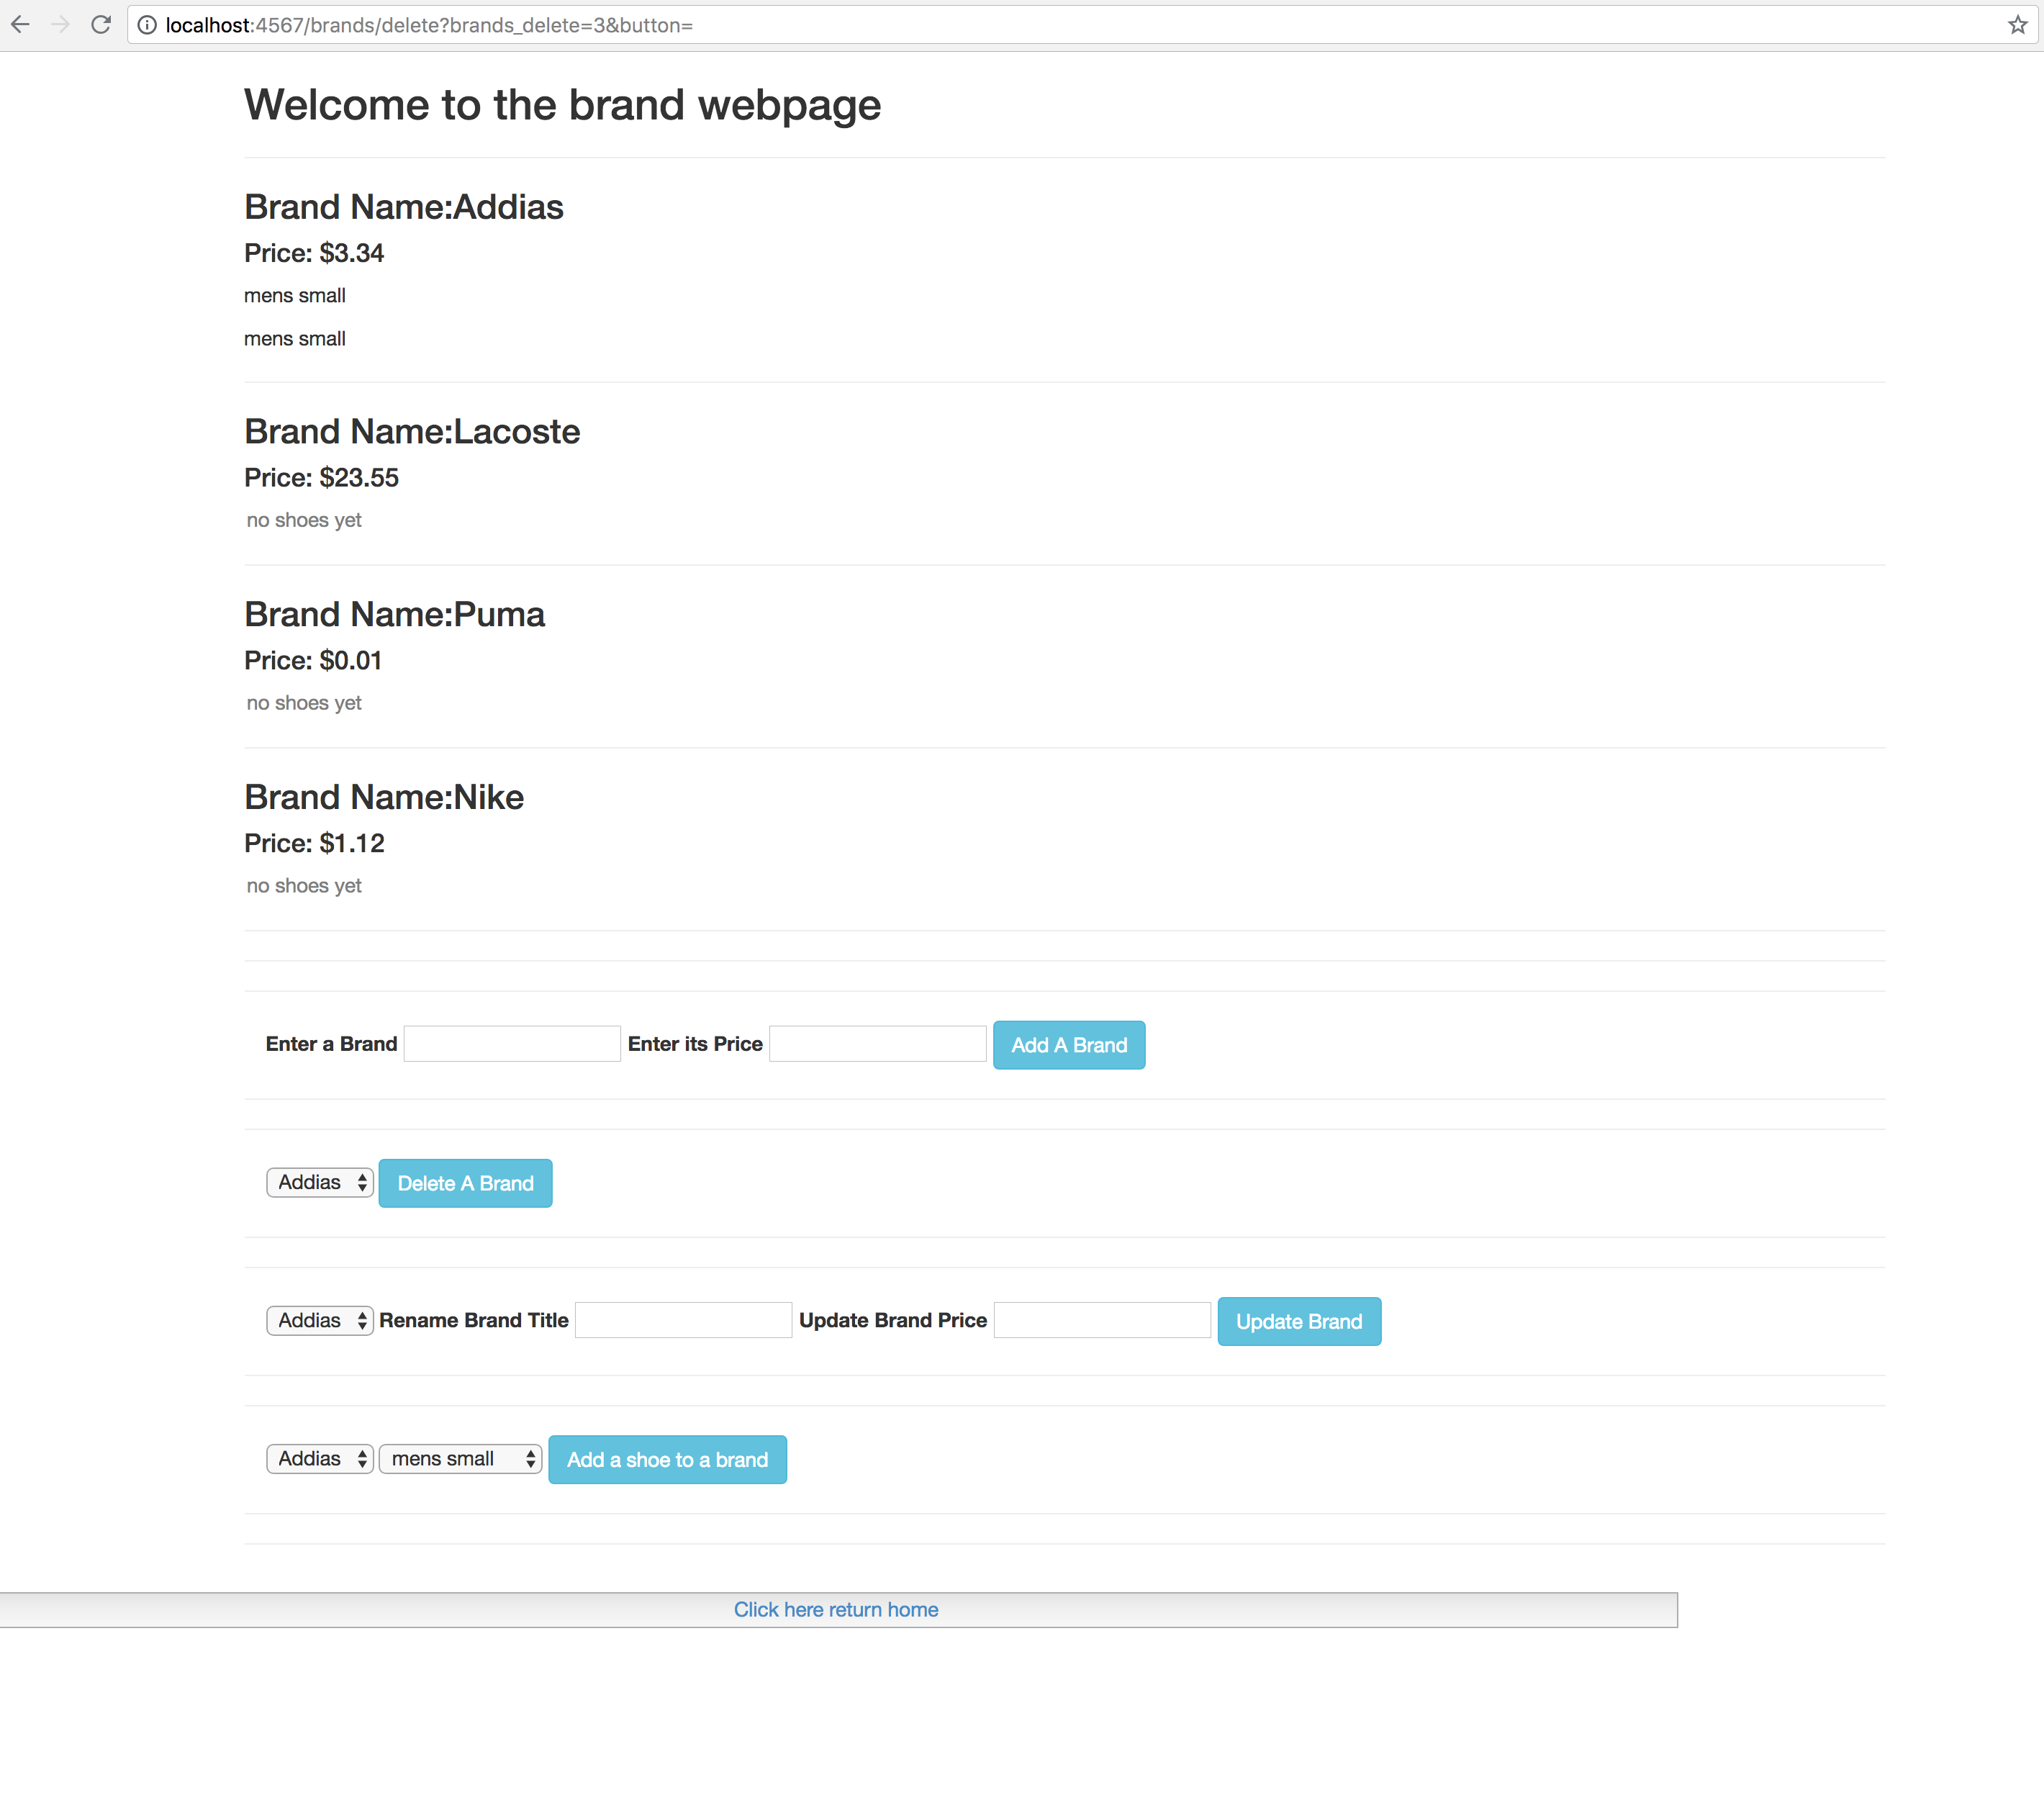 localhost:4567/brands/delete?brands_delete=3&button=
Welcome to the brand webpage
Brand Name:Addias
Price: $3.34
mens small
mens small
Brand Name:Lacoste
Price: $23.55
no shoes yet
Brand Name:Puma
Price: $0.01
no shoes yet
Brand Name:Nike
Price: $1.12
no shoes yet
Enter a Brand Enter its Price Add A Brand
Addias Delete A Brand
Addias Rename Brand Title Update Brand Price Update Brand
Addias mens small Add a shoe to a brand
Click here return home